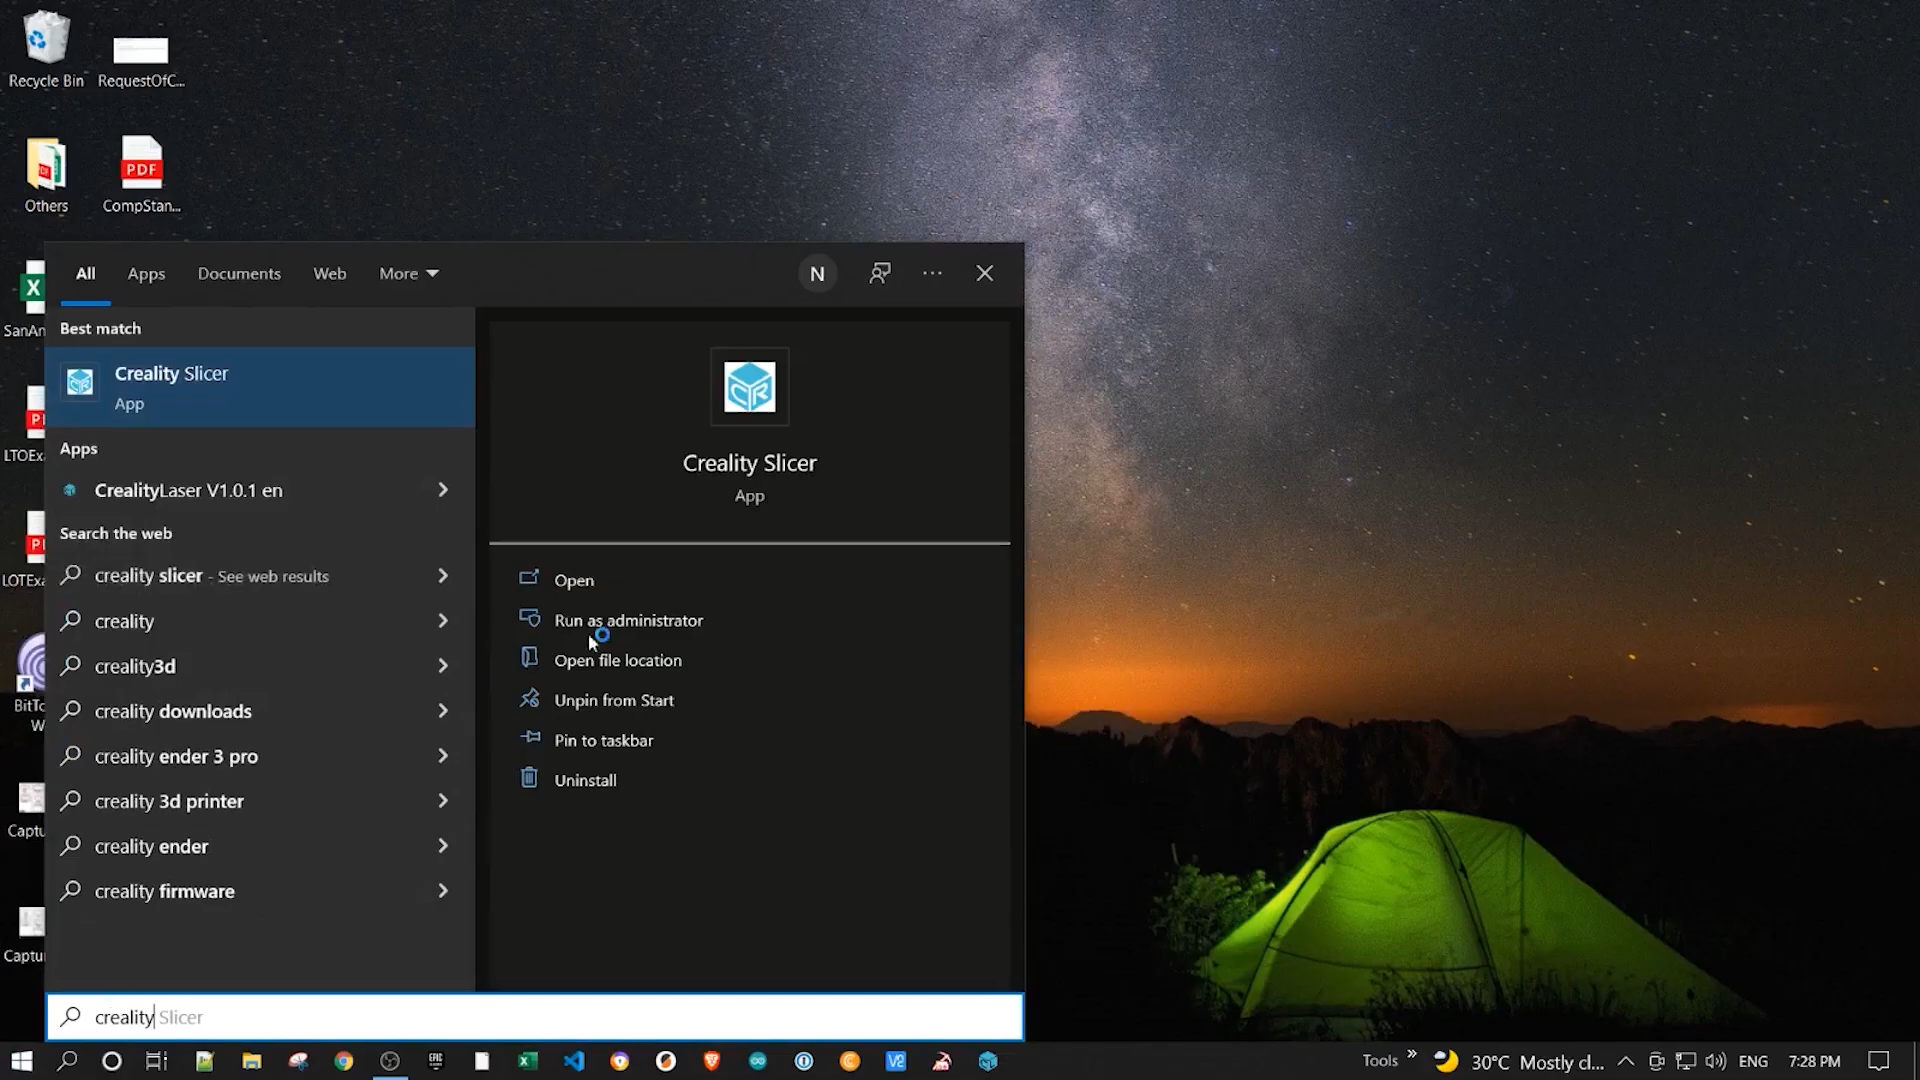 Recycle Bin
RequestOfC...
PDF
Others
CompStan...
X
SanAn
LTOExa
LOTExa
BitTo
W
Captu
Captu
All
Apps
Documents
Web
More
N
Best match
Creality Slicer
App
Apps
CrealityLaser V1.0.1 en
Search the web
creality slicer - See web results
creality
creality3d
creality downloads
creality ender 3 pro
creality 3d printer
creality ender
creality firmware
Creality Slicer
App
Open
Run as administrator
Open file location
Unpin from Start
Pin to taskbar
Uninstall
creality Slicer
EPIC
Tools
30°C Mostly cl...
ENG
7:28 PM